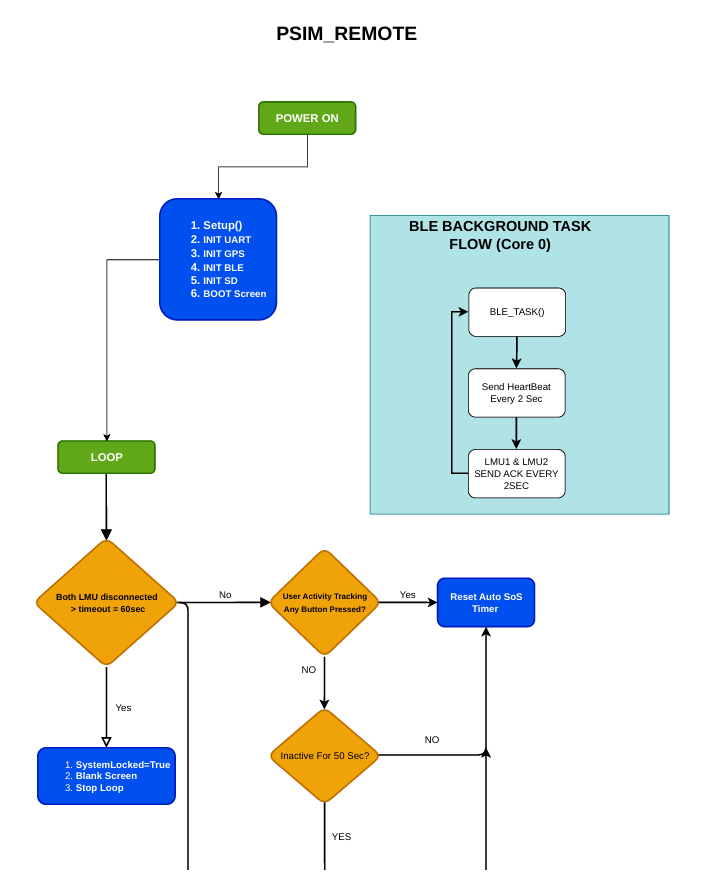 PSIM_REMOTE
POWER ON
1. Setup()
2. INIT UART
3. INIT GPS
4. INIT BLE
5. INIT SD
6. BOOT Screen
BLE BACKGROUND TASK
FLOW (Core 0)
BLE_TASK()
Send HeartBeat
Every 2 Sec
LMU1 & LMU2
SEND ACK EVERY
2SEC
LOOP
Both LMU disconnected
> timeout = 60sec
No
User Activity Tracking
Any Button Pressed?
Yes
Reset Auto SoS
Timer
Yes
NO
1. SystemLocked=True
2. Blank Screen
3. Stop Loop
Inactive For 50 Sec?
NO
YES